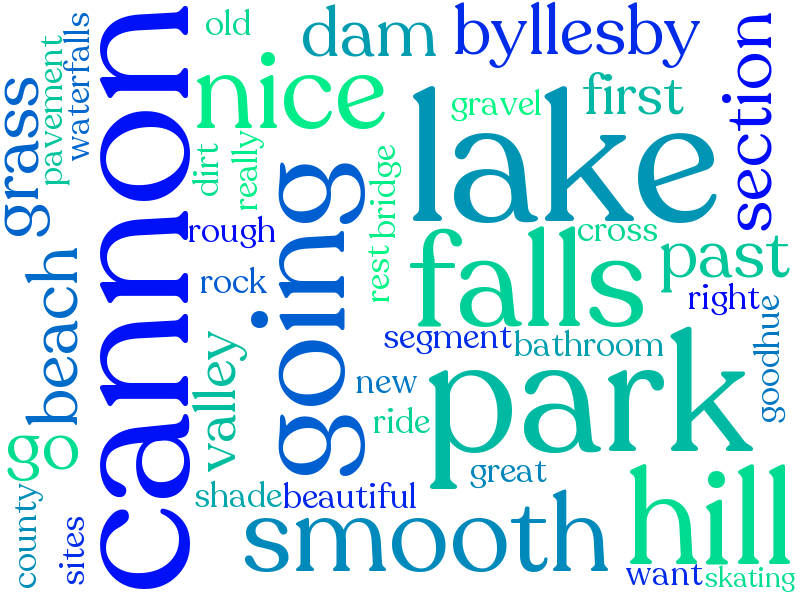 old
dam
byllesby
nice
gravel
first
section
waterfalls
pavement
grass
cannon
dirt
really
going
bridge
rest
lake
rough
rock
falls
cross
past
right
goodhue
beach
valley
segment
bathroom
new
ride
park
go
great
shade
beautiful
smooth
hill
county
sites
want
skating